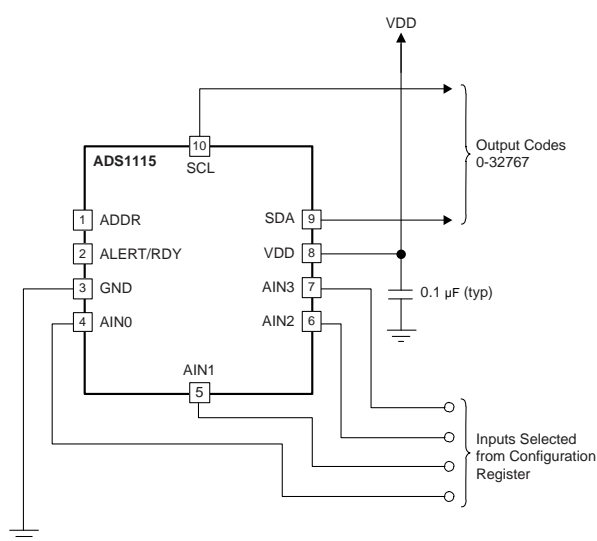 VDD
10
ADS1115
SCL
Output Codes
0-32767
1 ADDR
SDA 9
2 ALERT/RDY
VDD 8
3 GND
AIN3 7
0.1 µF (typ)
4 AIN0
AIN2 6
AIN1
5
Inputs Selected
from Configuration
Register